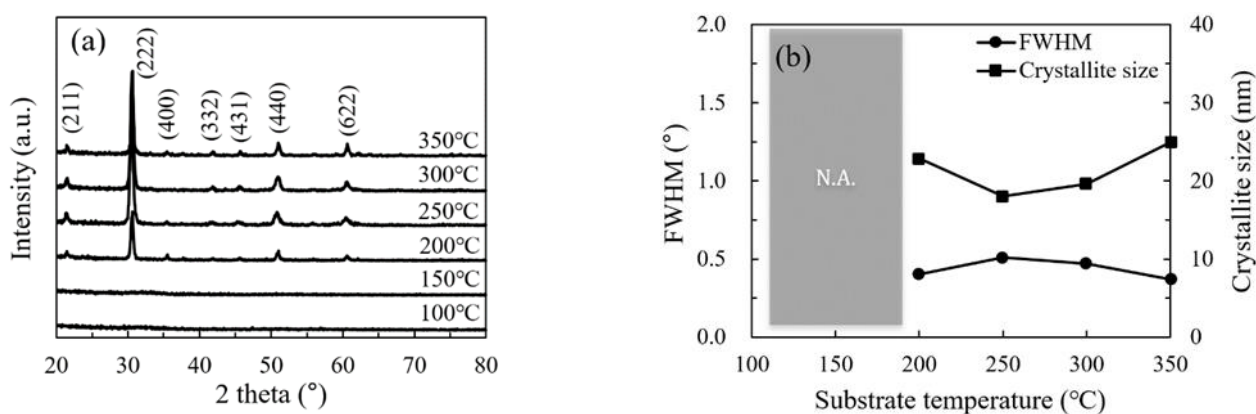 (a)
(211)
(222)
(400)
(332)
(431)
(440)
(622)
350°C
300°C
250°C
200°C
150°C
100°C
Intensity (a.u.)
20 30 40 50 60 70 80
2 theta (°)
(b)
FWHM
Crystallite size
N.A.
2.0
1.5
1.0
0.5
0.0
FWHM (°)
40
30
20
10
0
Crystallite size (nm)
100 150 200 250 300 350
Substrate temperature (°C)